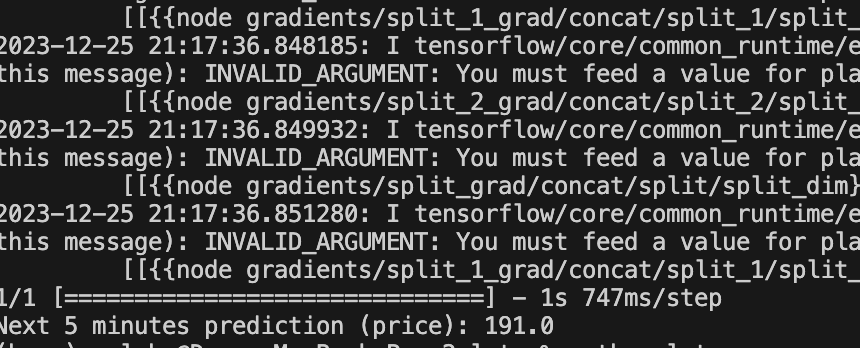 [[{{node gradients/split_1_grad/concat/split_1/split_
2023-12-25 21:17:36.848185: I tensorflow/core/common_runtime/e
this message): INVALID_ARGUMENT: You must feed a value for pla
[[{{node gradients/split_2_grad/concat/split_2/split_
2023-12-25 21:17:36.849932: I tensorflow/core/common_runtime/e
this message): INVALID_ARGUMENT: You must feed a value for pla
[[{{node gradients/split_grad/concat/split/split_dim}
2023-12-25 21:17:36.851280: I tensorflow/core/common_runtime/e
this message): INVALID_ARGUMENT: You must feed a value for pla
[[{{node gradients/split_1_grad/concat/split_1/split_
1/1 [==============================] - 1s 747ms/step
Next 5 minutes prediction (price): 191.0